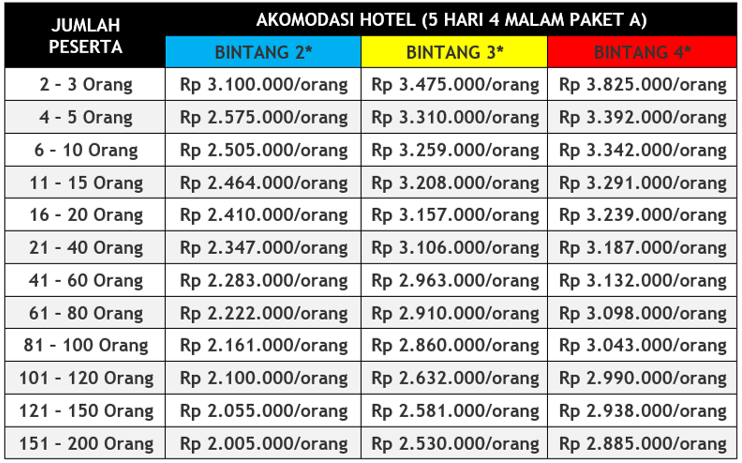 JUMLAH PESERTA AKOMODASI HOTEL (5 HARI 4 MALAM PAKET A)
BINTANG 2* BINTANG 3* BINTANG 4*
2 – 3 Orang Rp 3.100.000/orang Rp 3.475.000/orang Rp 3.825.000/orang
4 – 5 Orang Rp 2.575.000/orang Rp 3.310.000/orang Rp 3.392.000/orang
6 – 10 Orang Rp 2.505.000/orang Rp 3.259.000/orang Rp 3.342.000/orang
11 – 15 Orang Rp 2.464.000/orang Rp 3.208.000/orang Rp 3.291.000/orang
16 – 20 Orang Rp 2.410.000/orang Rp 3.157.000/orang Rp 3.239.000/orang
21 – 40 Orang Rp 2.347.000/orang Rp 3.106.000/orang Rp 3.187.000/orang
41 – 60 Orang Rp 2.283.000/orang Rp 2.963.000/orang Rp 3.132.000/orang
61 – 80 Orang Rp 2.222.000/orang Rp 2.910.000/orang Rp 3.098.000/orang
81 – 100 Orang Rp 2.161.000/orang Rp 2.860.000/orang Rp 3.043.000/orang
101 – 120 Orang Rp 2.100.000/orang Rp 2.632.000/orang Rp 2.990.000/orang
121 – 150 Orang Rp 2.055.000/orang Rp 2.581.000/orang Rp 2.938.000/orang
151 – 200 Orang Rp 2.005.000/orang Rp 2.530.000/orang Rp 2.885.000/orang